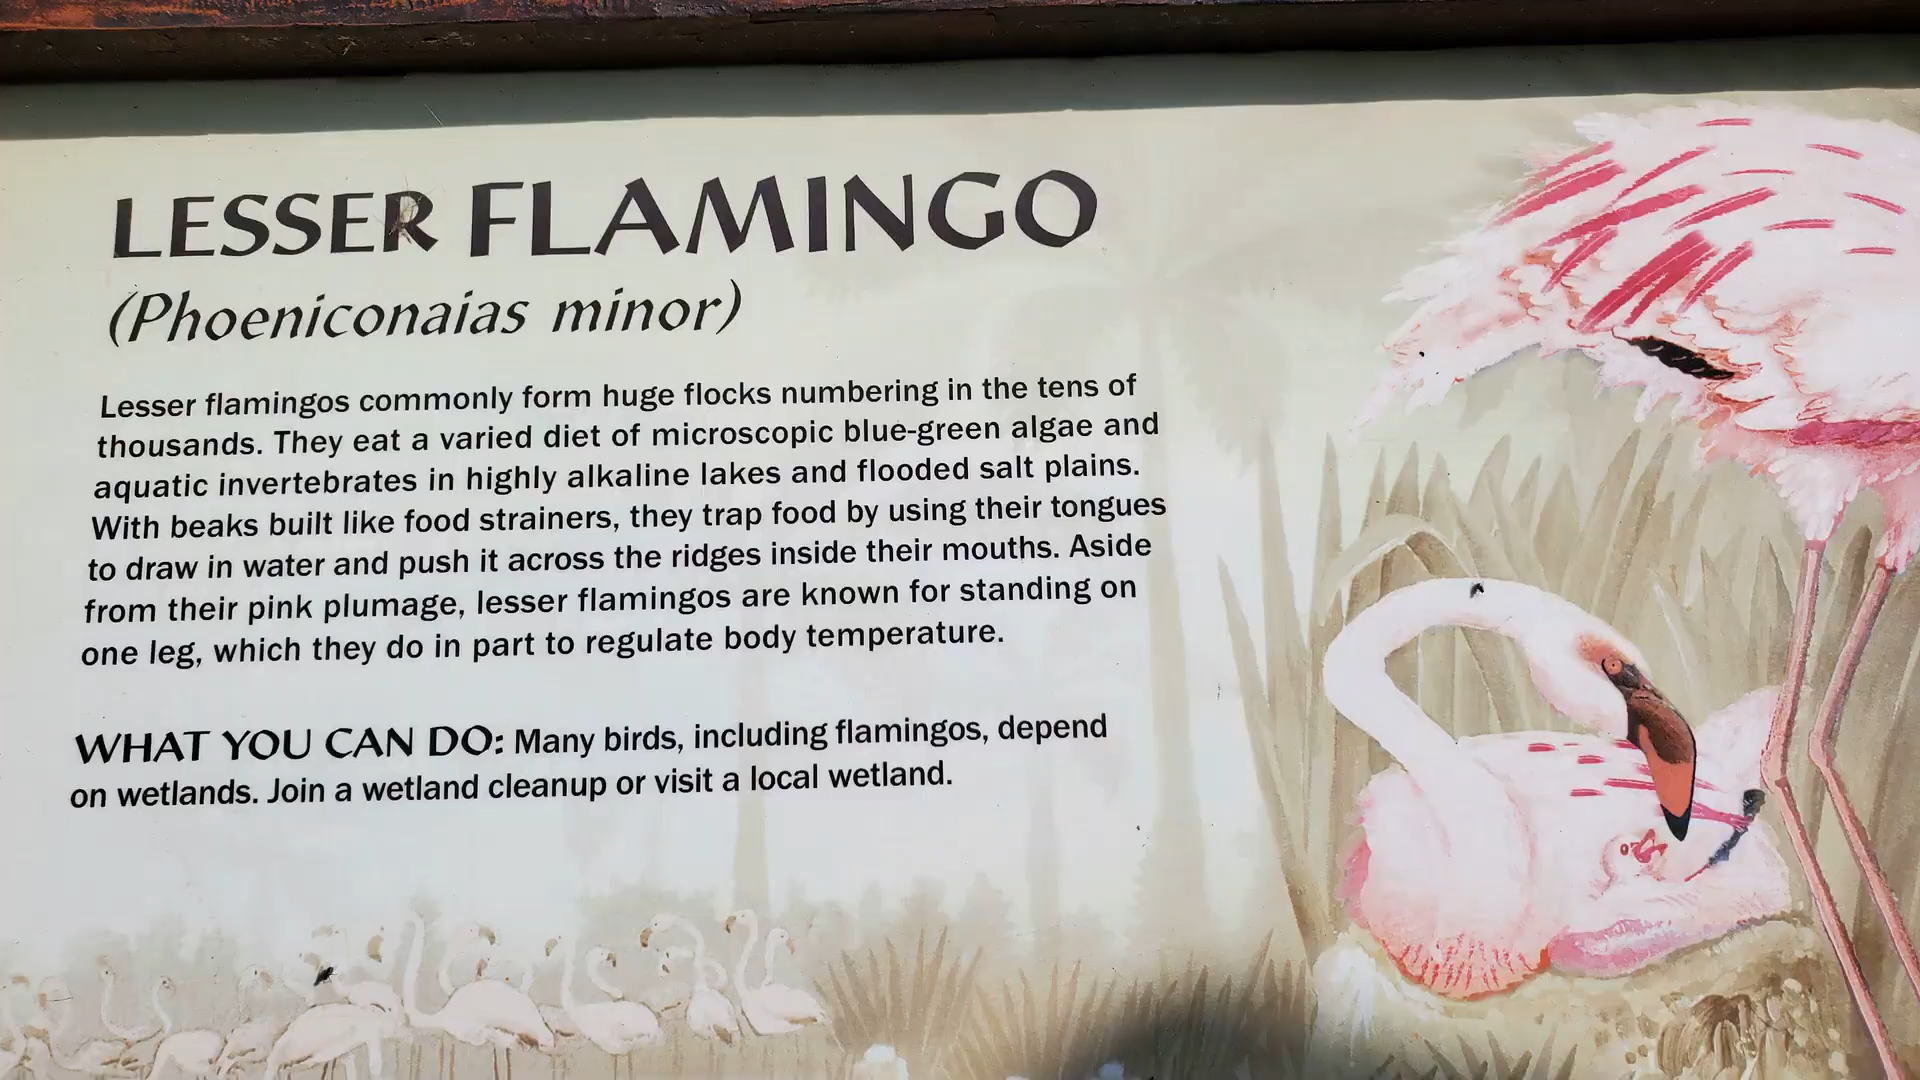 LESSER FLAMINGO
(Phoeniconaias minor)
Lesser flamingos commonly form huge flocks numbering in the tens of
thousands. They eat a varied diet of microscopic blue-green algae and
aquatic invertebrates in highly alkaline lakes and flooded salt plains.
With beaks built like food strainers, they trap food by using their tongues
to draw in water and push it across the ridges inside their mouths. Aside
from their pink plumage, lesser flamingos are known for standing on
one leg, which they do in part to regulate body temperature.
WHAT YOU CAN DO: Many birds, including flamingos, depend
on wetlands. Join a wetland cleanup or visit a local wetland.